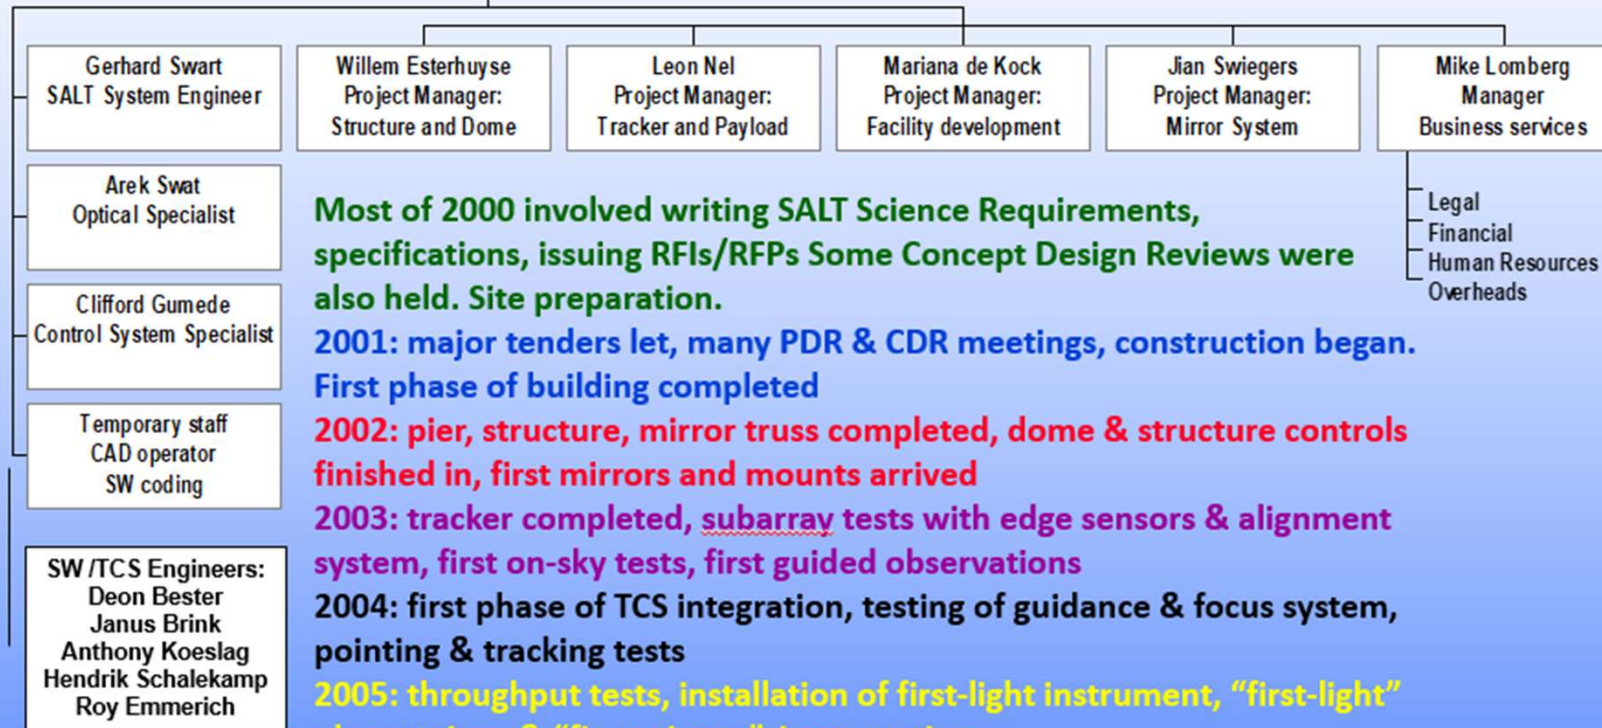 Gerhard Swart
SALT System Engineer
Willem Esterhuyse
Project Manager:
Structure and Dome
Leon Nel
Project Manager:
Tracker and Payload
Mariana de Kock
Project Manager:
Facility development
Jian Swiegers
Project Manager:
Mirror System
Mike Lomberg
Manager
Business services
Legal
Financial
Human Resources
Overheads
Arek Swat
Optical Specialist
Clifford Gumede
Control System Specialist
Temporary staff
CAD operator
SW coding
SW /TCS Engineers:
Deon Bester
Janus Brink
Anthony Koeslag
Hendrik Schalekamp
Roy Emmerich
Most of 2000 involved writing SALT Science Requirements,
specifications, issuing RFIs/RFPs Some Concept Design Reviews were
also held. Site preparation.
2001: major tenders let, many PDR & CDR meetings, construction began.
First phase of building completed
2002: pier, structure, mirror truss completed, dome & structure controls
finished in, first mirrors and mounts arrived
2003: tracker completed, subarray tests with edge sensors & alignment
system, first on-sky tests, first guided observations
2004: first phase of TCS integration, testing of guidance & focus system,
pointing & tracking tests
2005: throughput tests, installation of first-light instrument, “first-light”